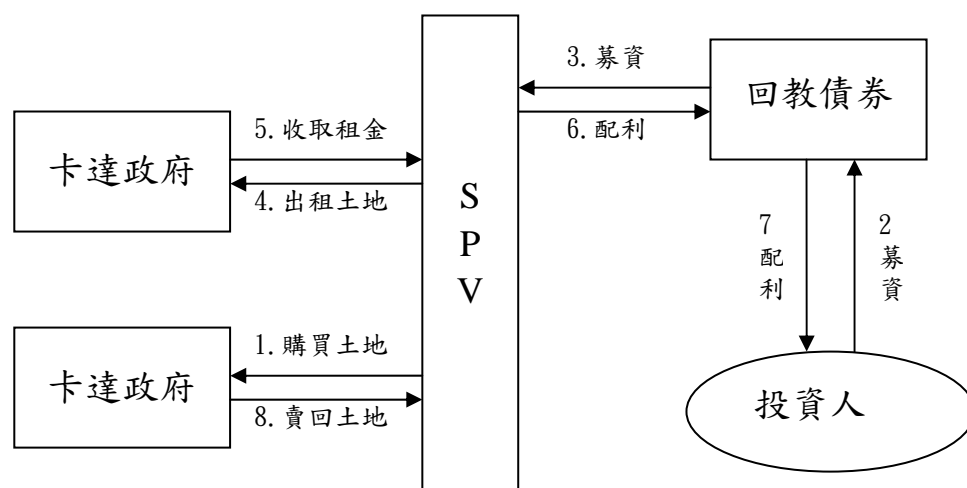 3.募資
回教債券
6.配利
5.收取租金
卡達政府
4.出租土地
S
P
V
7
配
利
2
募
資
1.購買土地
卡達政府
8.賣回土地
投資人